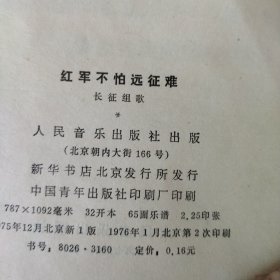 红军不怕远征难
长征组歌
人民音乐出版社出版
(北京朝内大街166号)
新华书店北京发行所发行
中国青年出版社印刷厂印刷
787×1092毫米 32开本 65面乐谱 2.25印张
975年12月北京新1版 1976年1月北京第2次印刷
书号:8026·3160 定价:0.16元